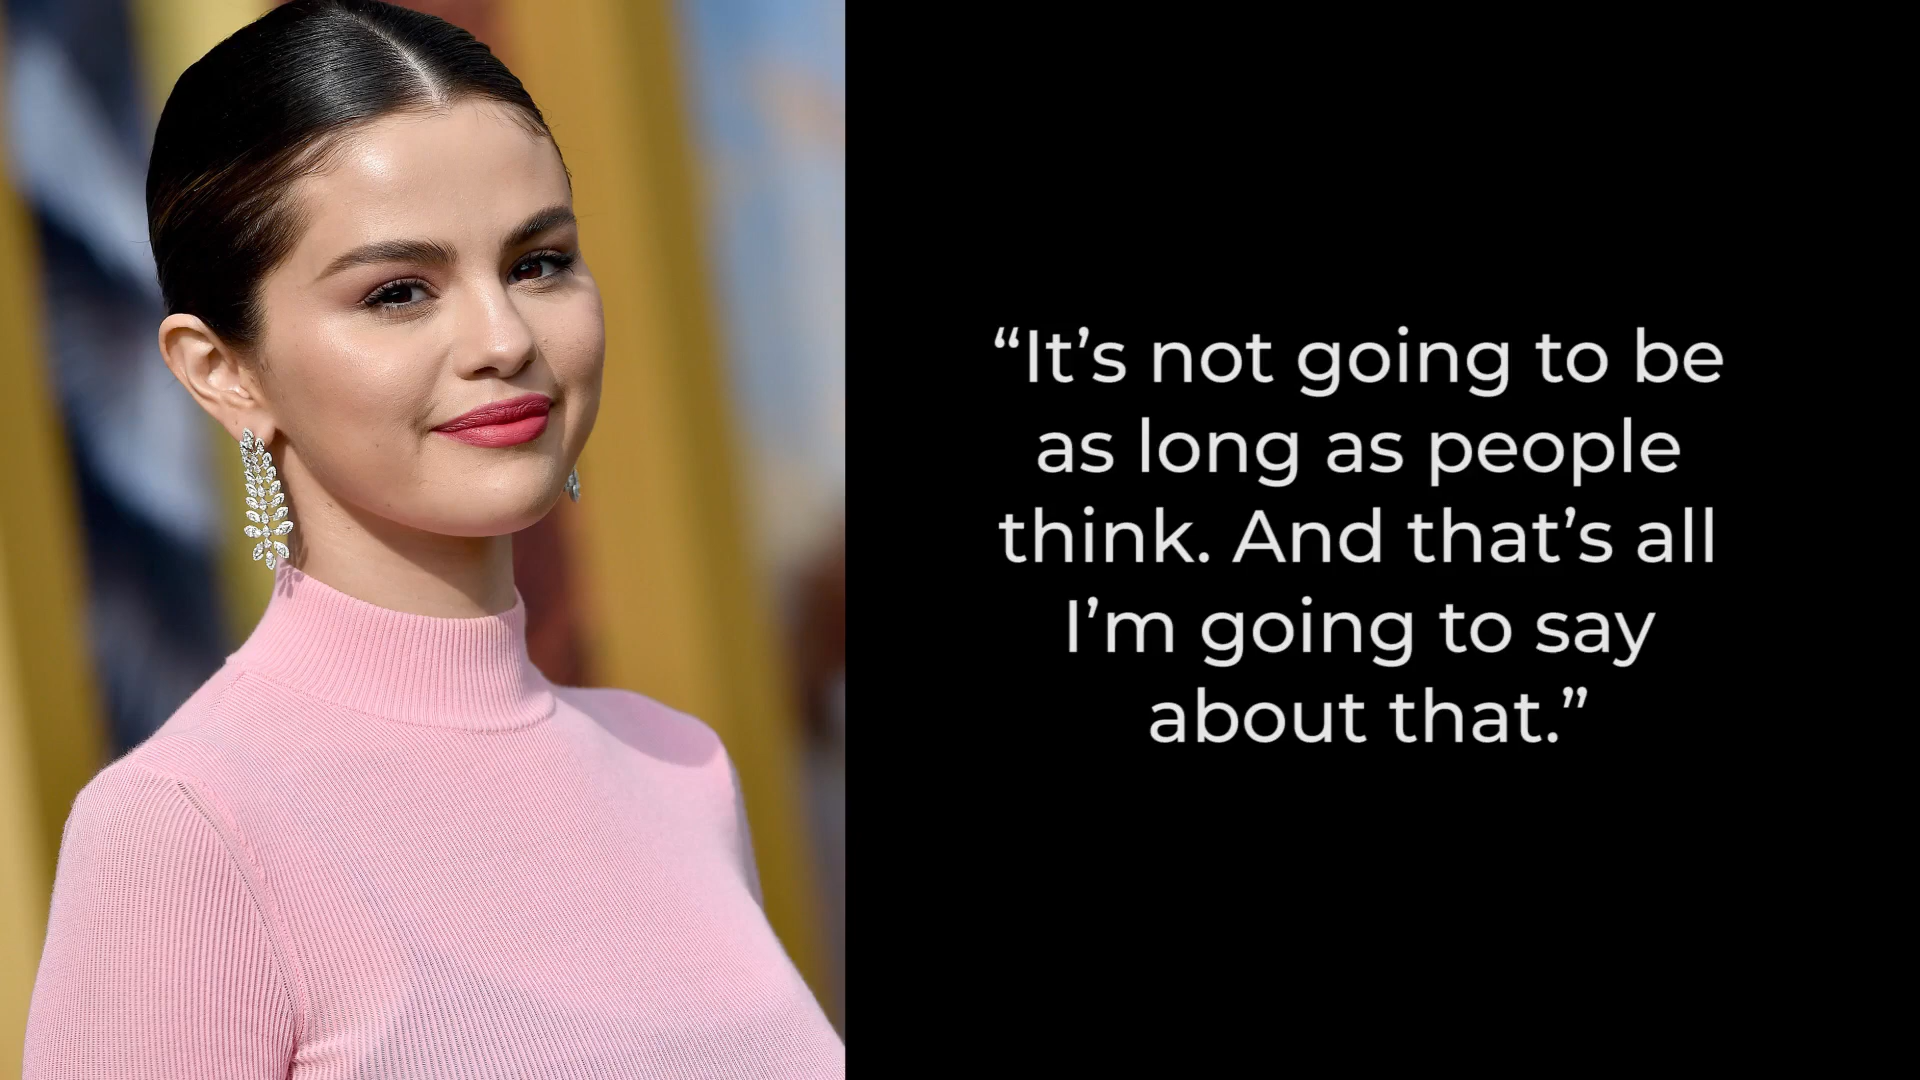 “It’s not going to be
as long as people
think. And that’s all
I’m going to say
about that.”